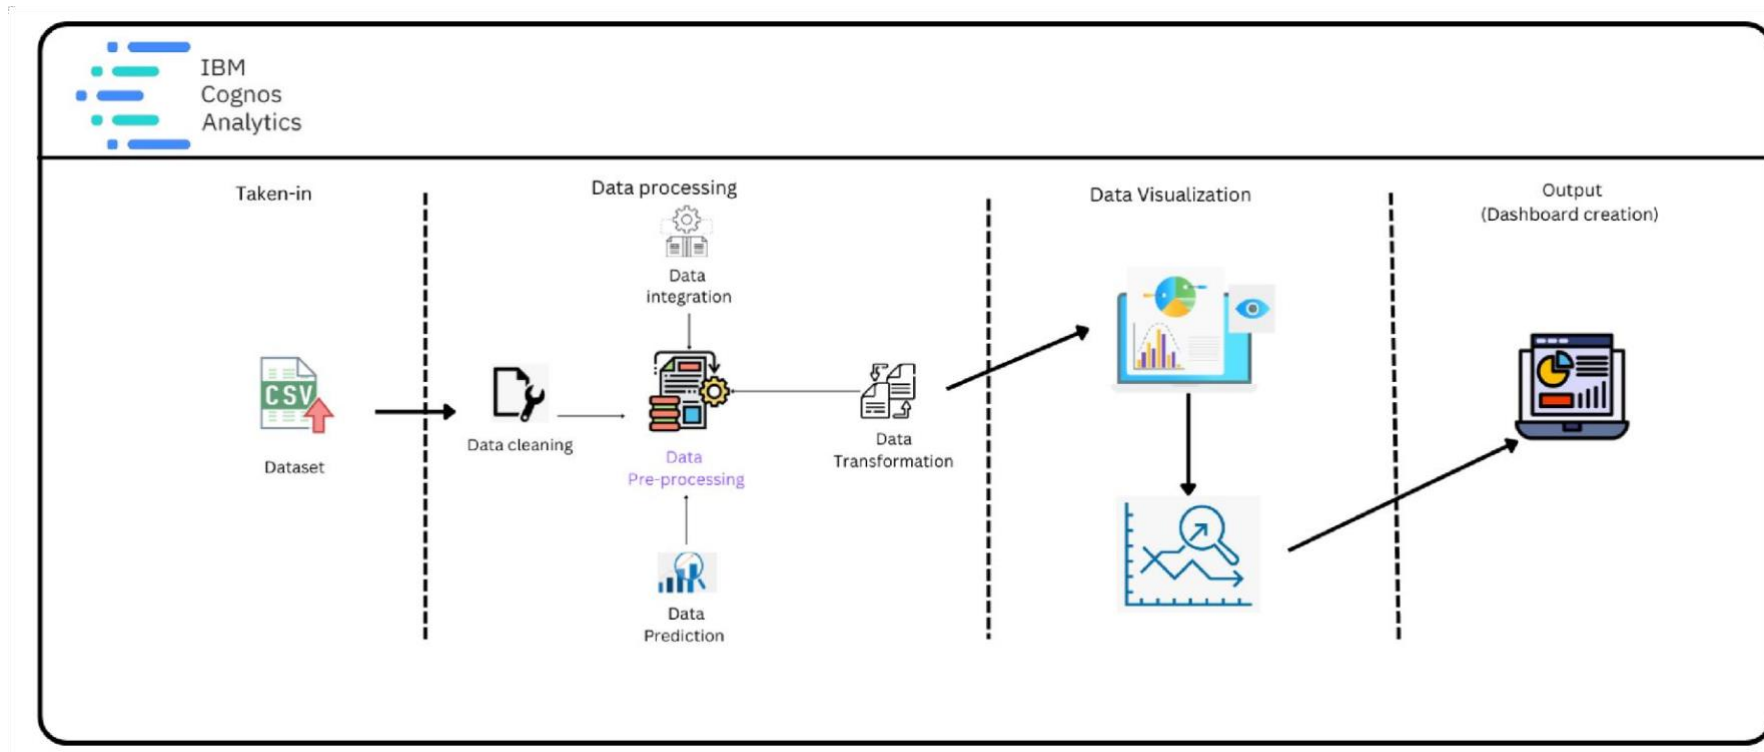 IBM
Cognos
Analytics
Taken-in
Data processing
Data Visualization
Output
(Dashboard creation)
Data
integration
CSV
Dataset
Data cleaning
Data
Pre-processing
Data
Transformation
Data
Prediction